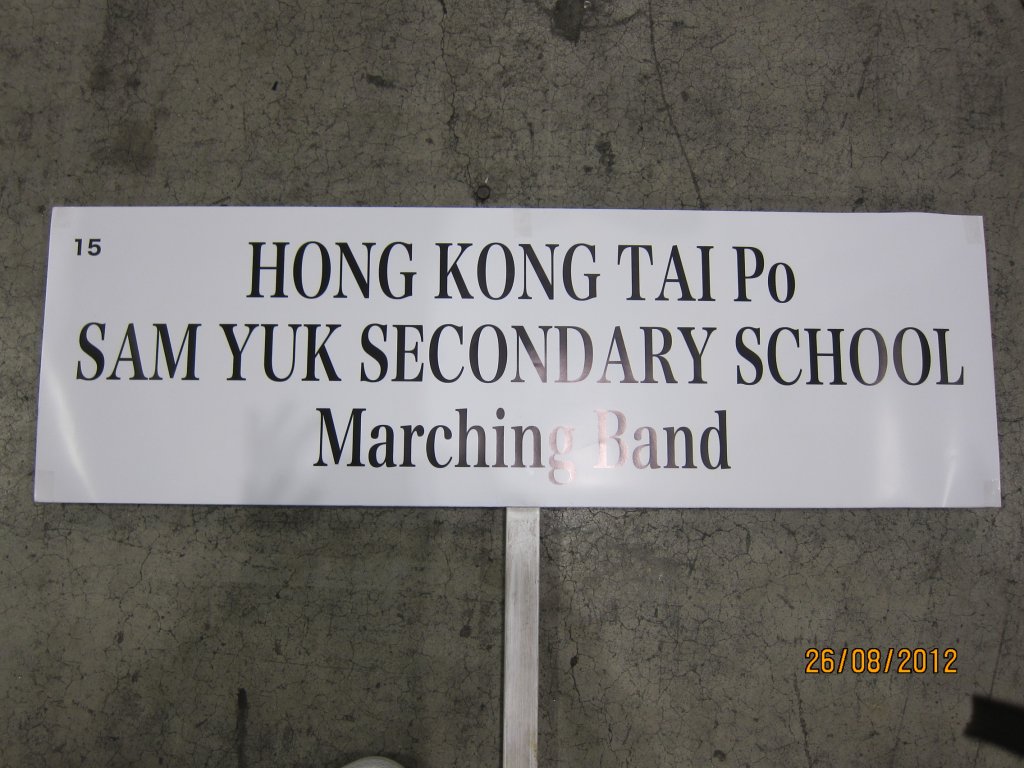 15
HONG KONG TAI Po
SAM YUK SECONDARY SCHOOL
Marching Band
26/08/2012